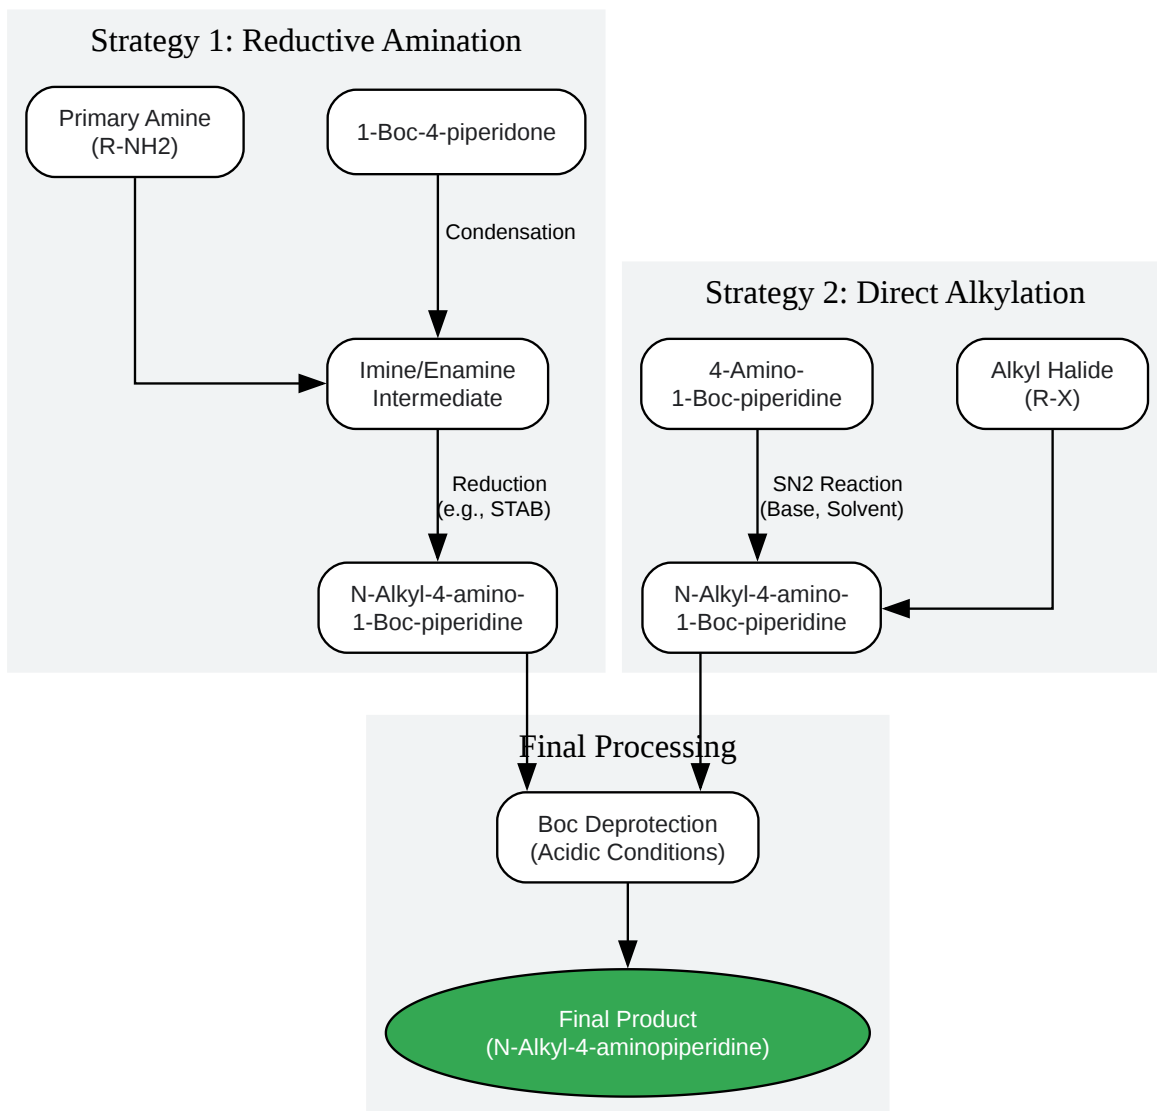 Strategy 1: Reductive Amination
Primary Amine
(R-NH2)
1-Boc-4-piperidone
Condensation
Imine/Enamine
Intermediate
Reduction
(e.g., STAB)
N-Alkyl-4-amino-
1-Boc-piperidine
Strategy 2: Direct Alkylation
4-Amino-
1-Boc-piperidine
Alkyl Halide
(R-X)
SN2 Reaction
(Base, Solvent)
N-Alkyl-4-amino-
1-Boc-piperidine
Final Processing
Boc Deprotection
(Acidic Conditions)
Final Product
(N-Alkyl-4-aminopiperidine)